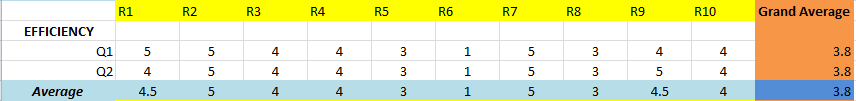 R1 R2 R3 R4 R5 R6 R7 R8 R9 R10 Grand Average
EFFICIENCY
Q1 5 5 4 4 3 1 5 3 4 4 3.8
Q2 4 5 4 4 3 1 5 3 5 4 3.8
Average 4.5 5 4 4 3 1 5 3 4.5 4 3.8